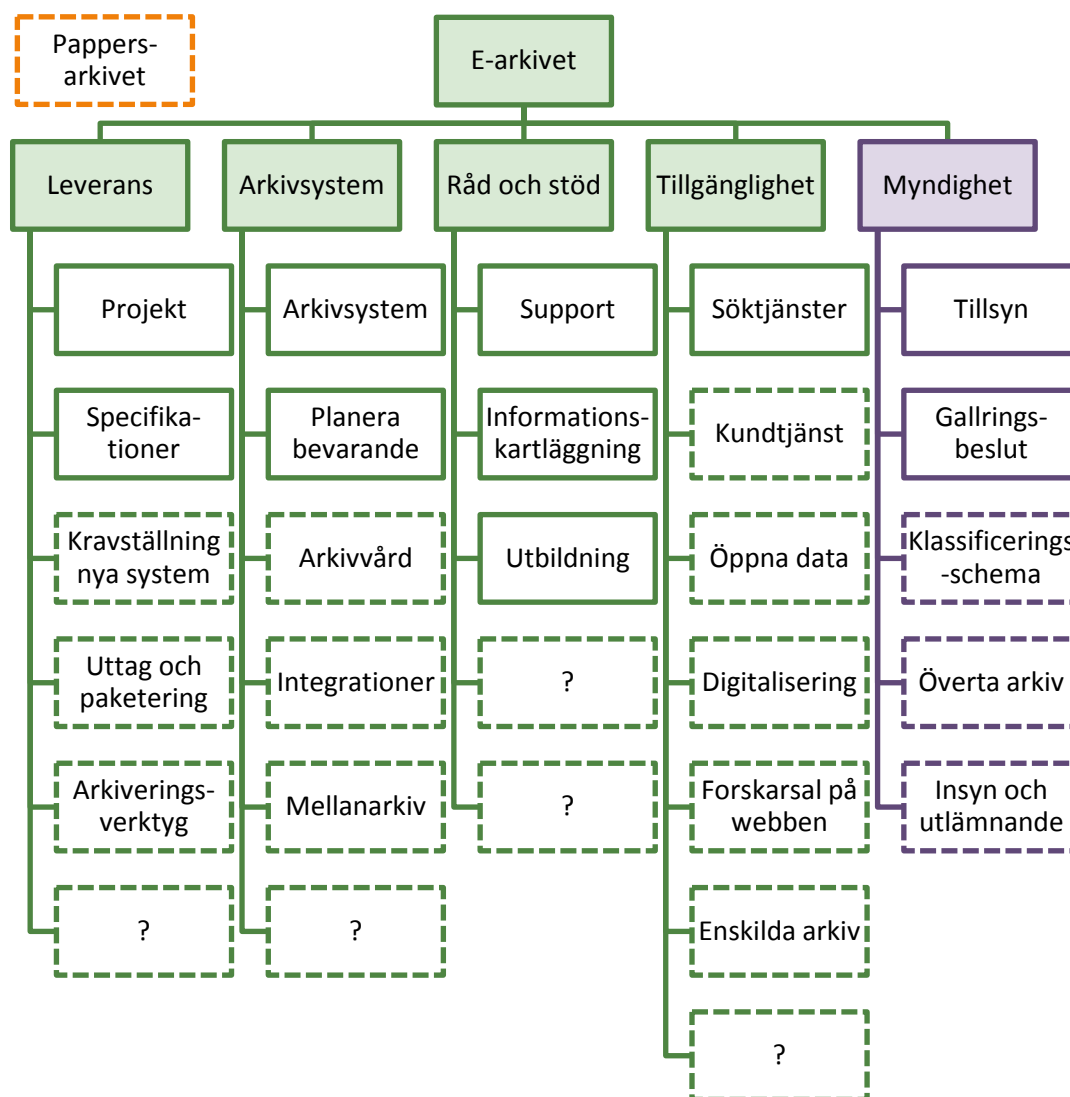 Pappers-
arkivet
E-arkivet
Leverans
Arkivsystem
Råd och stöd
Tillgänglighet
Myndighet
Projekt
Specifika-
tioner
Kravställning
nya system
Uttag och
paketering
Arkiverings-
verktyg
?
Arkivsystem
Planera
bevarande
Arkivvård
Integrationer
Mellanarkiv
?
Support
Informations-
kartläggning
Utbildning
?
?
Söktjänster
Kundtjänst
Öppna data
Digitalisering
Forskarsal på
webben
Enskilda arkiv
?
Tillsyn
Gallrings-
beslut
Klassificerings
-schema
Överta arkiv
Insyn och
utlämnande